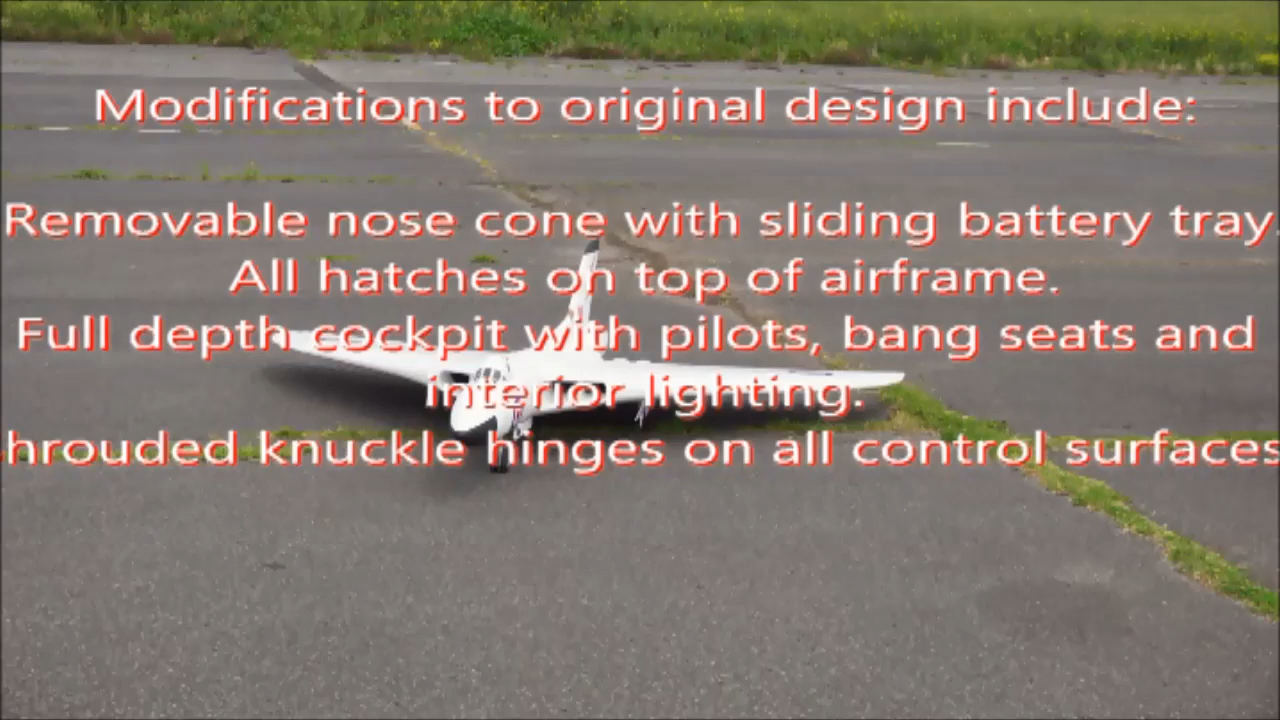 Modifications to original design include:
Removable nose cone with sliding battery tray.
All hatches on top of airframe.
Full depth cockpit with pilots, bang seats and
interior lighting.
hrouded knuckle hinges on all control surfaces